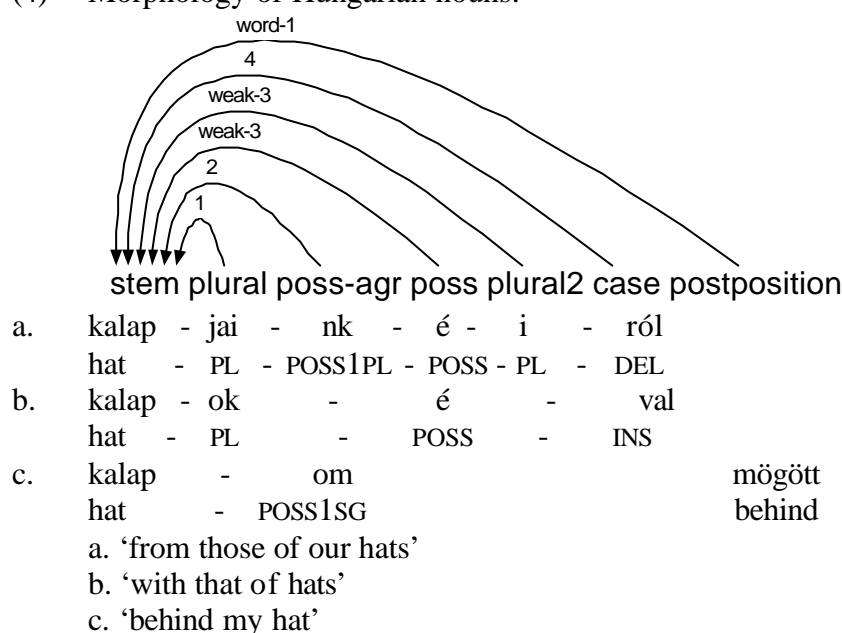 (4) Morphology of Hungarian nouns:
word-1
4
weak-3
weak-3
2
1
stem plural poss-agr poss plural2 case postposition
a. kalap - jai - nk - é - i - ról
hat - PL - POSS1PL - POSS - PL - DEL
b. kalap - ok - é - val
hat - PL - POSS - INS
c. kalap - om mögött
hat - POSS1SG behind
a. ‘from those of our hats’
b. ‘with that of hats’
c. ‘behind my hat’